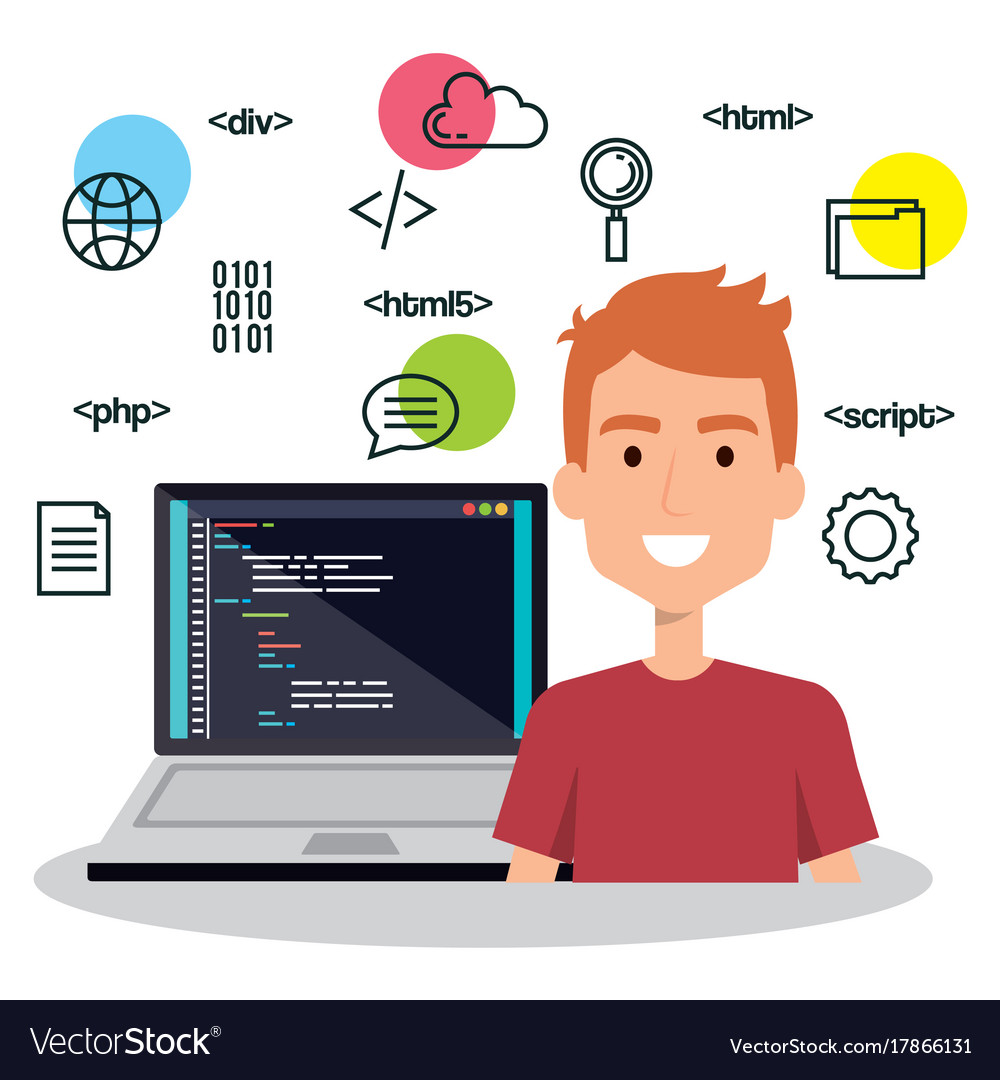 <div>
<html>
</>
0101
1010
0101
<html5>
<php>
<script>
VectorStock®
VectorStock.com/17866131